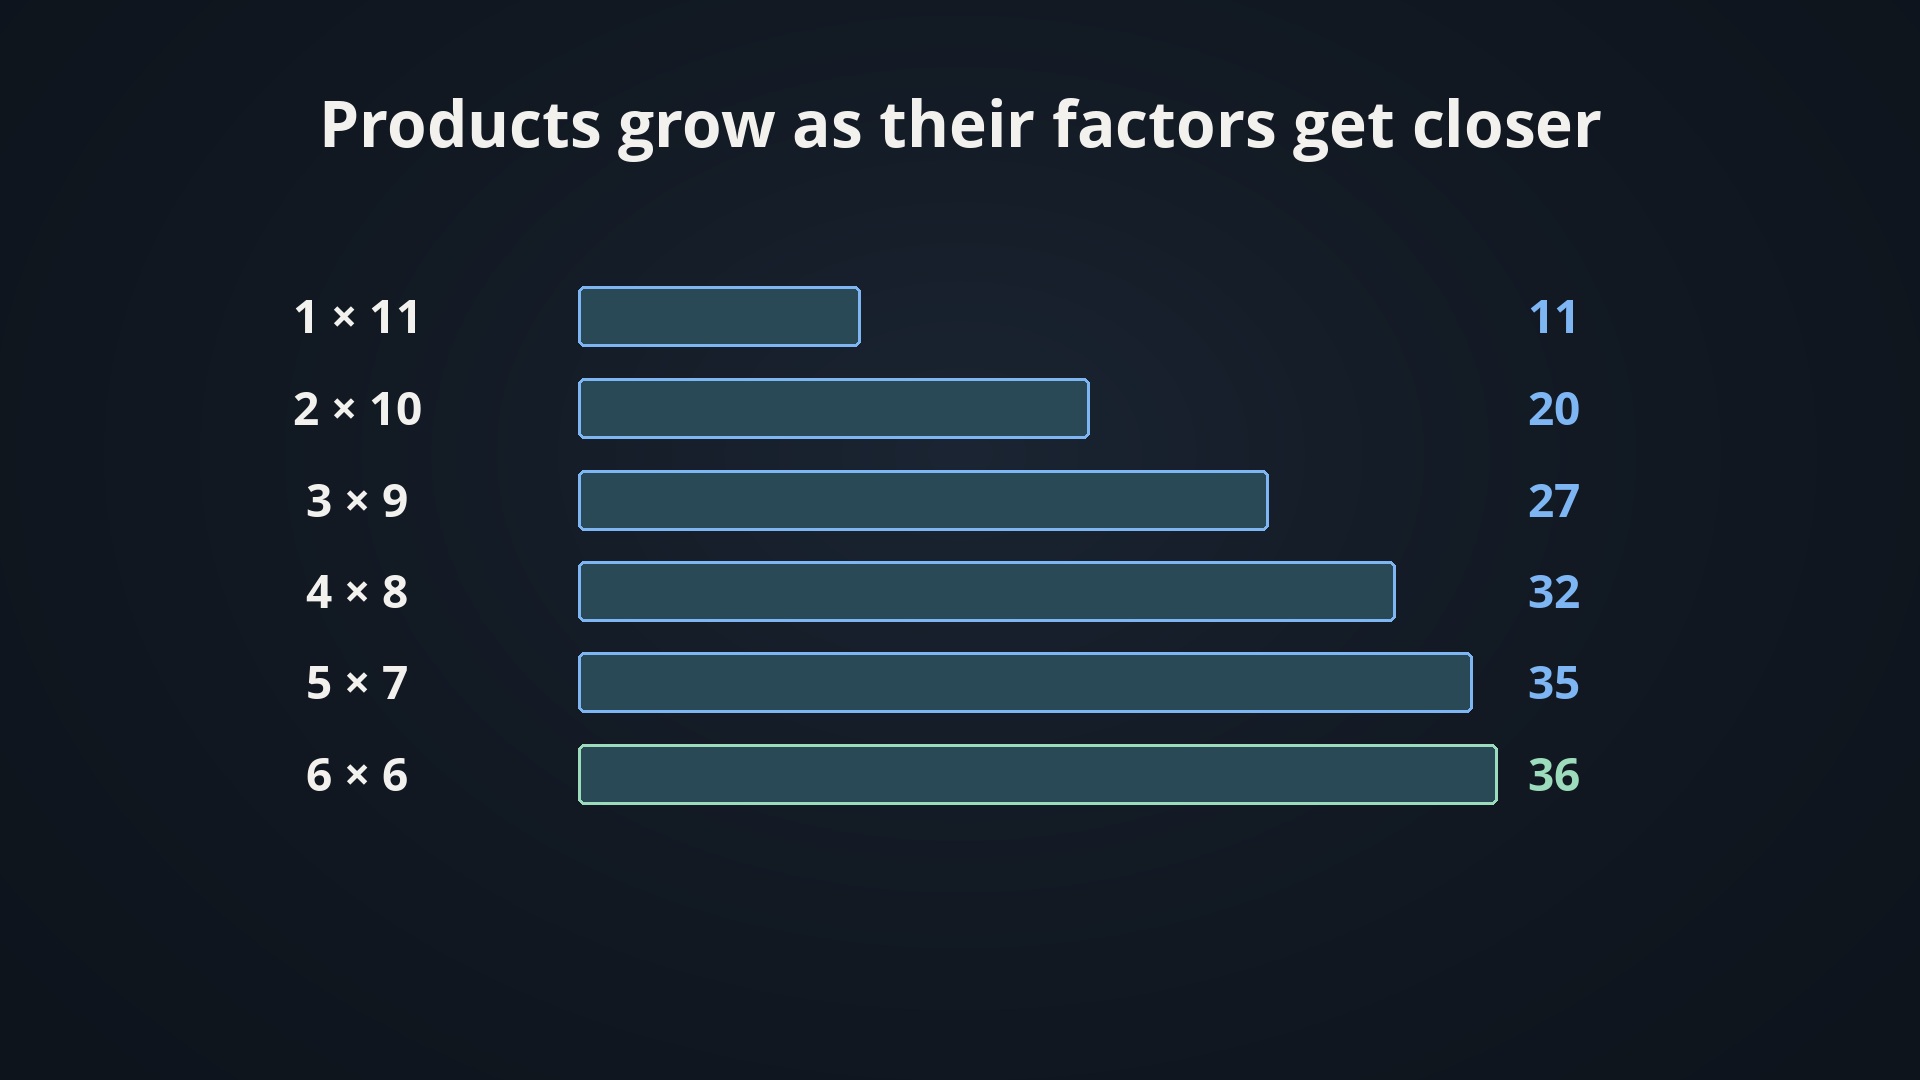 Products grow as their factors get closer
1 × 11 11
2 × 10 20
3 × 9 27
4 × 8 32
5 × 7 35
6 × 6 36